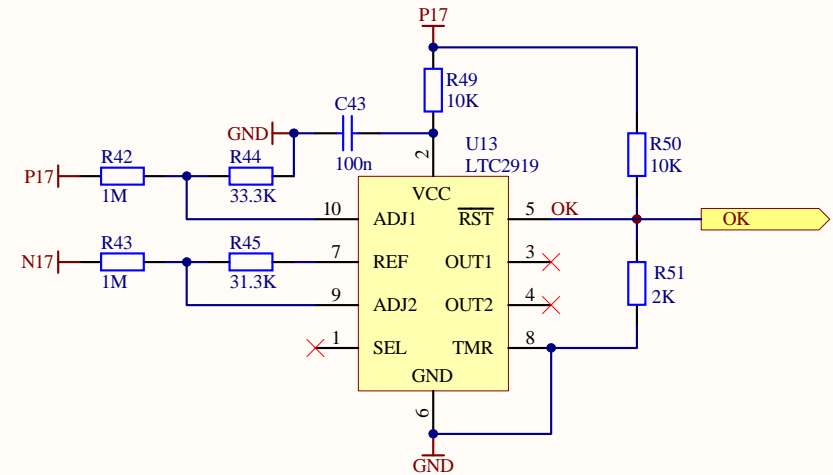 P17
R49
10K
C43
GND
100n
U13
LTC2919
2
R50
10K
P17
R42
1M
R44
33.3K
VCC
10
ADJ1
RST
5
OK
OK
N17
R43
1M
R45
31.3K
7
REF
OUT1
3
R51
2K
9
ADJ2
OUT2
4
1
SEL
TMR
8
GND
6
GND